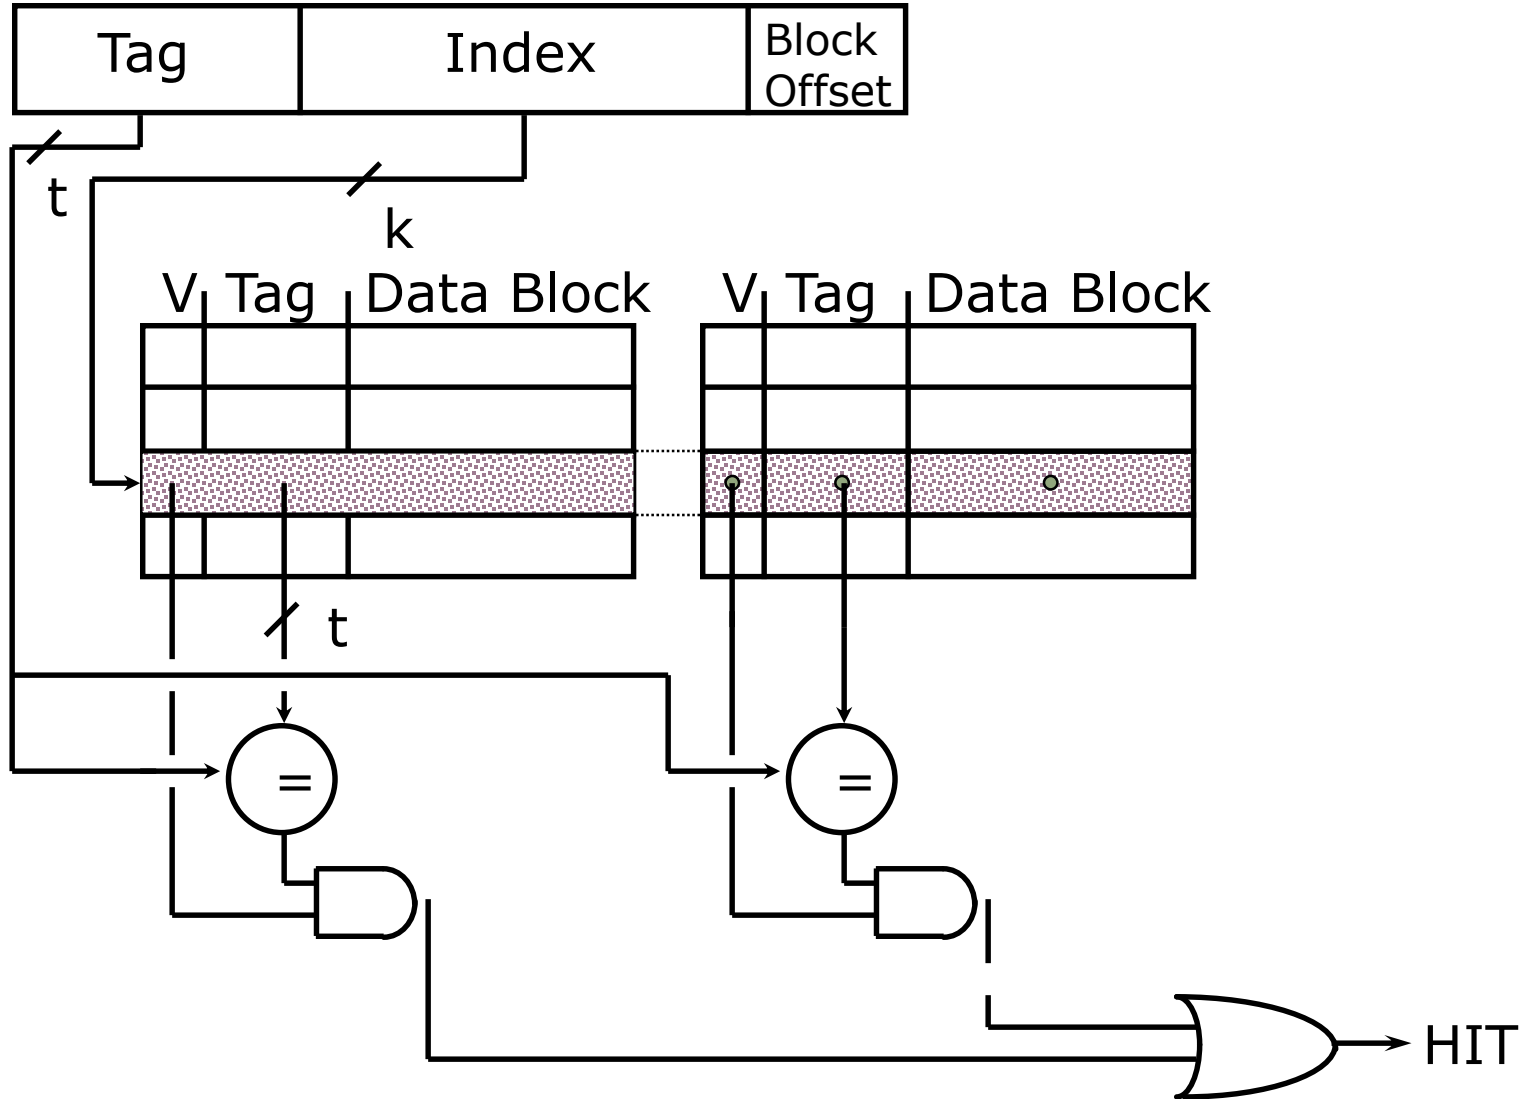 Tag
Index
Block
Offset
t
k
V Tag Data Block
V Tag Data Block
t
=
=
HIT